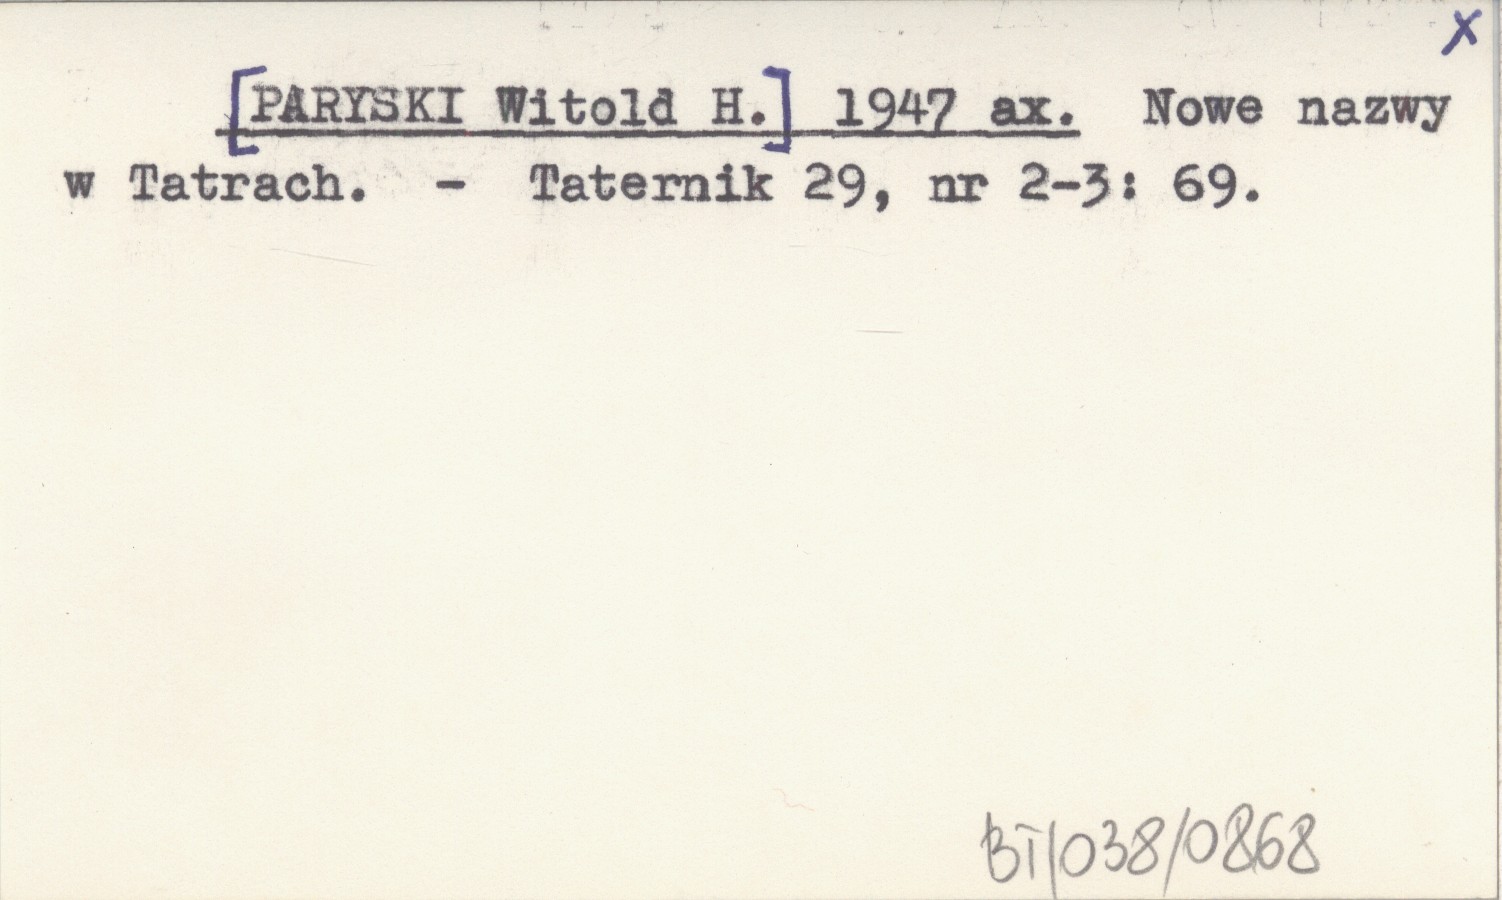 x
[PARYSKI Witold H.] 1947 ax. Nowe nazwy
w Tatrach. - Taternik 29, nr 2-3: 69.
BT/038/0868